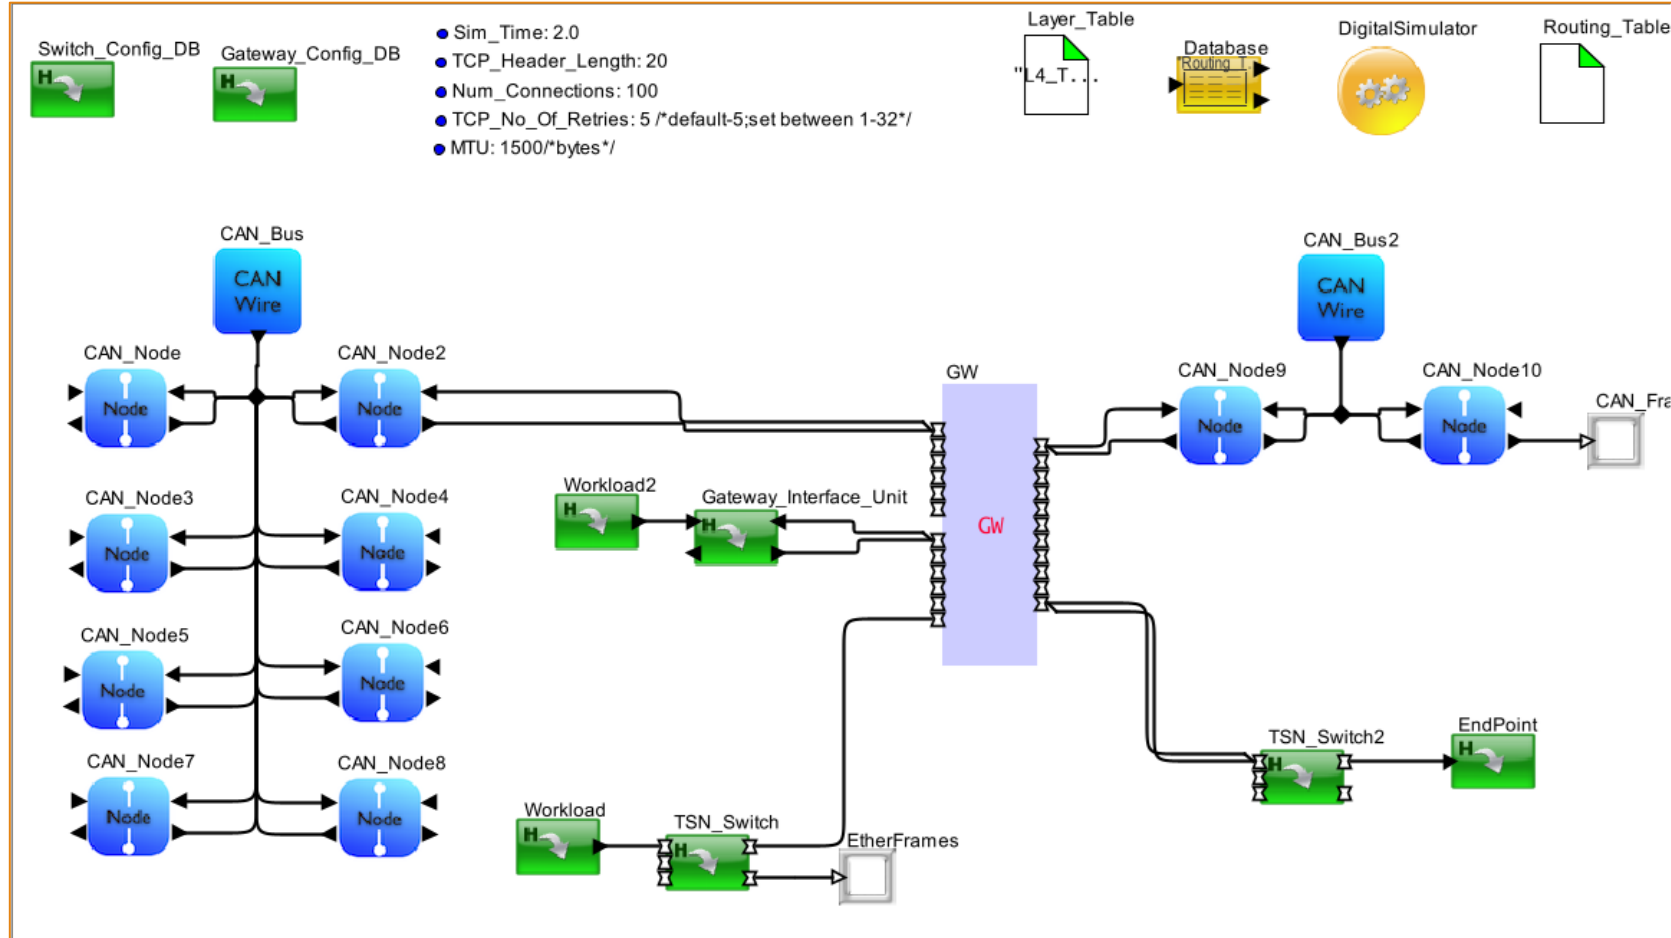 Switch_Config_DB
Gateway_Config_DB
Sim_Time: 2.0
TCP_Header_Length: 20
Num_Connections: 100
TCP_No_Of_Retries: 5 /*default-5;set between 1-32*/
MTU: 1500/*bytes*/
Layer_Table
"L4_T...
Database
"Routing_T...
DigitalSimulator
Routing_Table
CAN_Bus
CAN
Wire
CAN_Bus2
CAN
Wire
CAN_Node
Node
CAN_Node2
Node
GW
GW
CAN_Node9
Node
CAN_Node10
Node
CAN_Fra
CAN_Node3
Node
CAN_Node4
Node
Workload2
H
Gateway_Interface_Unit
H
CAN_Node5
Node
CAN_Node6
Node
CAN_Node7
Node
CAN_Node8
Node
Workload
H
TSN_Switch
H
EtherFrames
TSN_Switch2
H
EndPoint
H
H
H